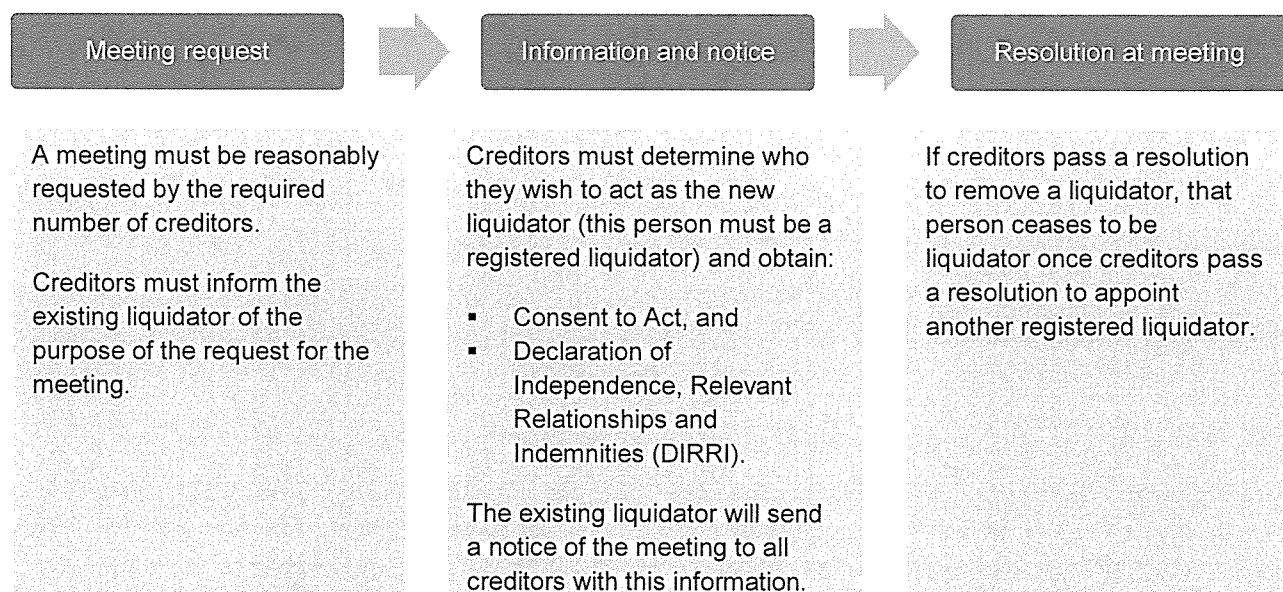 Meeting request
Information and notice
Resolution at meeting
A meeting must be reasonably
requested by the required
number of creditors.
Creditors must inform the
existing liquidator of the
purpose of the request for the
meeting.
Creditors must determine who
they wish to act as the new
liquidator (this person must be a
registered liquidator) and obtain:
▪ Consent to Act, and
▪ Declaration of
Independence, Relevant
Relationships and
Indemnities (DIRRI).
The existing liquidator will send
a notice of the meeting to all
creditors with this information.
If creditors pass a resolution
to remove a liquidator, that
person ceases to be
liquidator once creditors pass
a resolution to appoint
another registered liquidator.